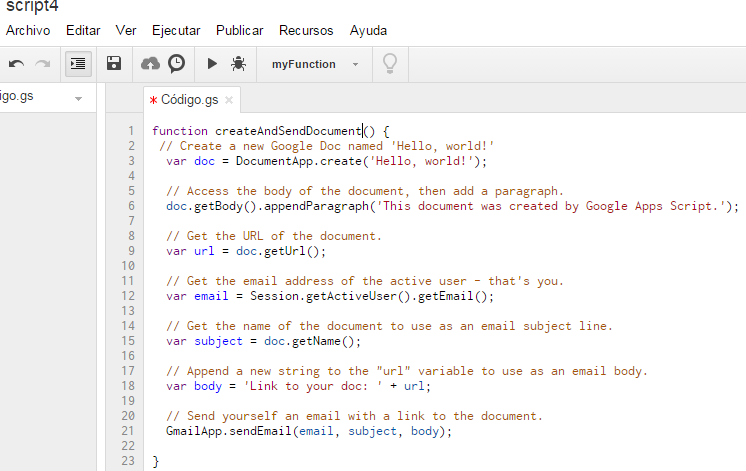 script4
Archivo Editar Ver Ejecutar Publicar Recursos Ayuda
myFunction
igo.gs
* Código.gs ×
1 function createAndSendDocument() {
2 // Create a new Google Doc named 'Hello, world!'
3 var doc = DocumentApp.create('Hello, world!');
4
5 // Access the body of the document, then add a paragraph.
6 doc.getBody().appendParagraph('This document was created by Google Apps Script.');
7
8 // Get the URL of the document.
9 var url = doc.getUrl();
10
11 // Get the email address of the active user - that's you.
12 var email = Session.getActiveUser().getEmail();
13
14 // Get the name of the document to use as an email subject line.
15 var subject = doc.getName();
16
17 // Append a new string to the "url" variable to use as an email body.
18 var body = 'Link to your doc: ' + url;
19
20 // Send yourself an email with a link to the document.
21 GmailApp.sendEmail(email, subject, body);
22
23 }